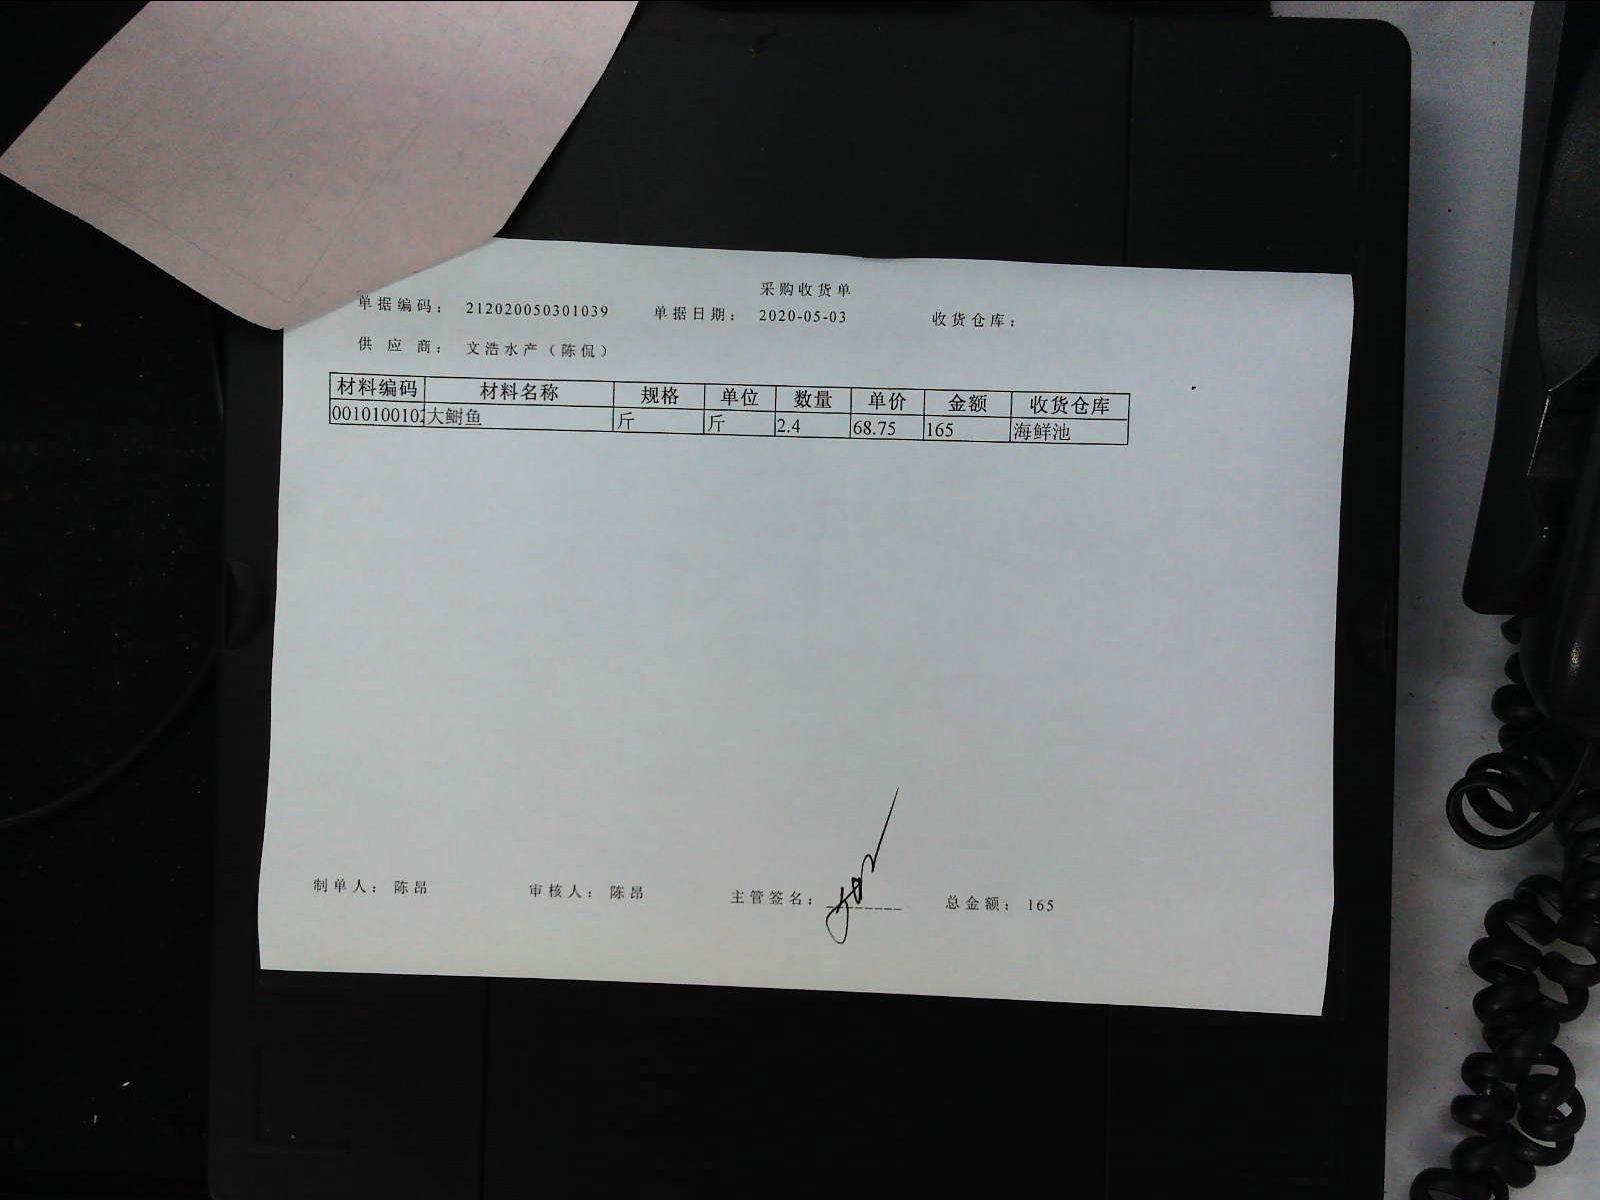 采购收货单
单据编码： 212020050301039 单据日期： 2020-05-03 收货仓库：
供 应 商： 文浩水产（陈侃）
材料编码 材料名称 规格 单位 数量 单价 金额 收货仓库
0010100102 大鲥鱼 斤 斤 2.4 68.75 165 海鲜池
制单人： 陈昂 审核人： 陈昂 主管签名： 总金额： 165